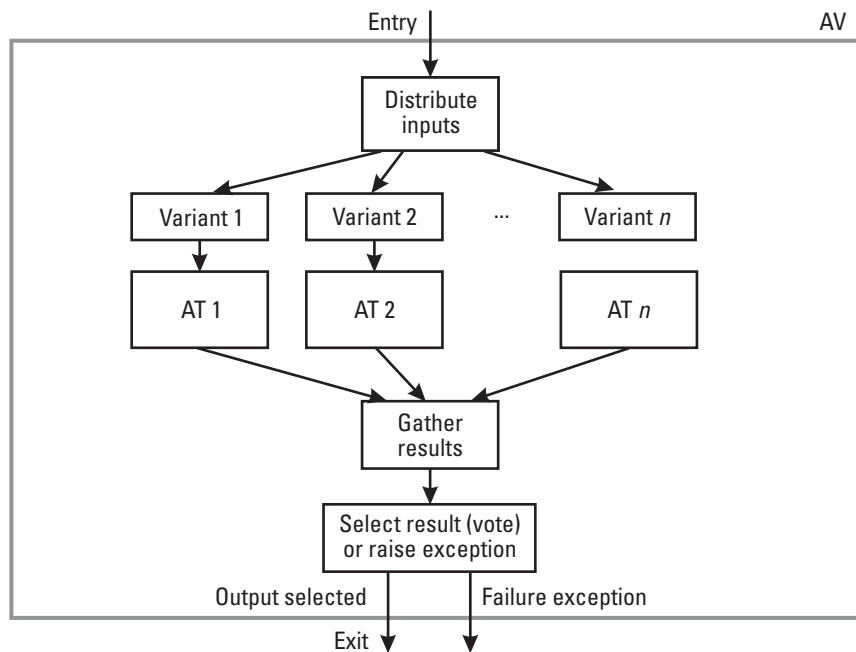 Entry
AV
Distribute
inputs
Variant 1
Variant 2
...
Variant n
AT 1
AT 2
AT n
Gather
results
Select result (vote)
or raise exception
Output selected
Failure exception
Exit